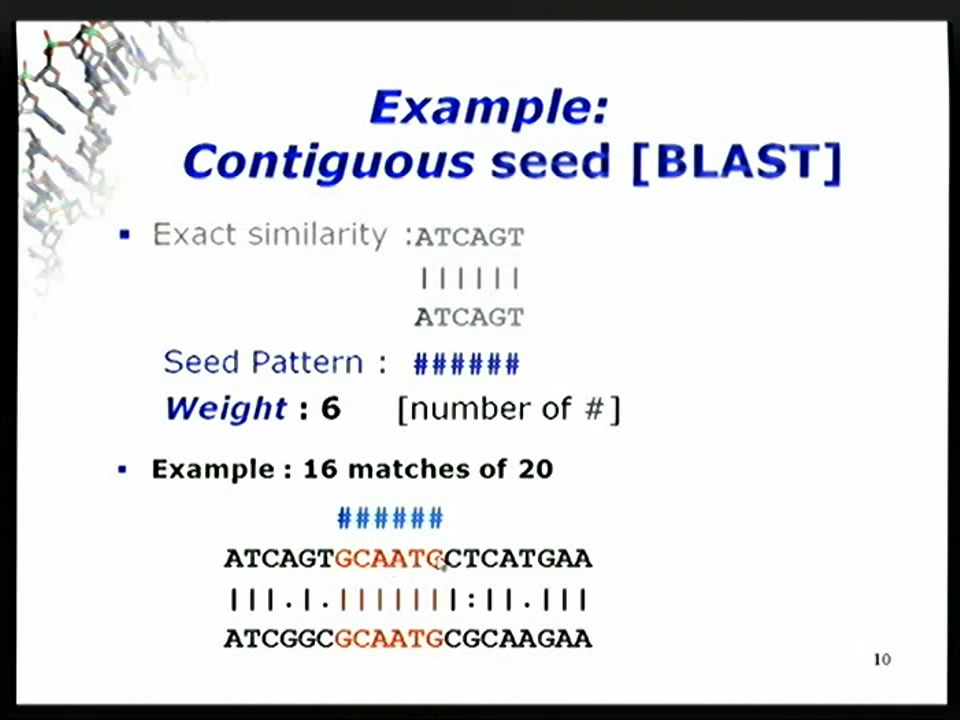 Example:
Contiguous seed [BLAST]
▪ Exact similarity :ATCAGT
||||||
ATCAGT
Seed Pattern : ######
Weight : 6 [number of #]
▪ Example : 16 matches of 20
######
ATCAGTGCAATGCTCATGAA
|||.|.|||||||:||.|||
ATCGGCGCAATGCGCAAGAA
10